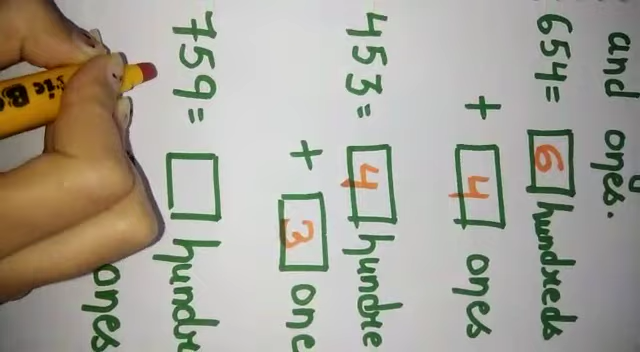 and ones.
654 = 6 hundreds
+ 4 ones
453 = 4 hundre
+ 3 one
759 = hundr
ones